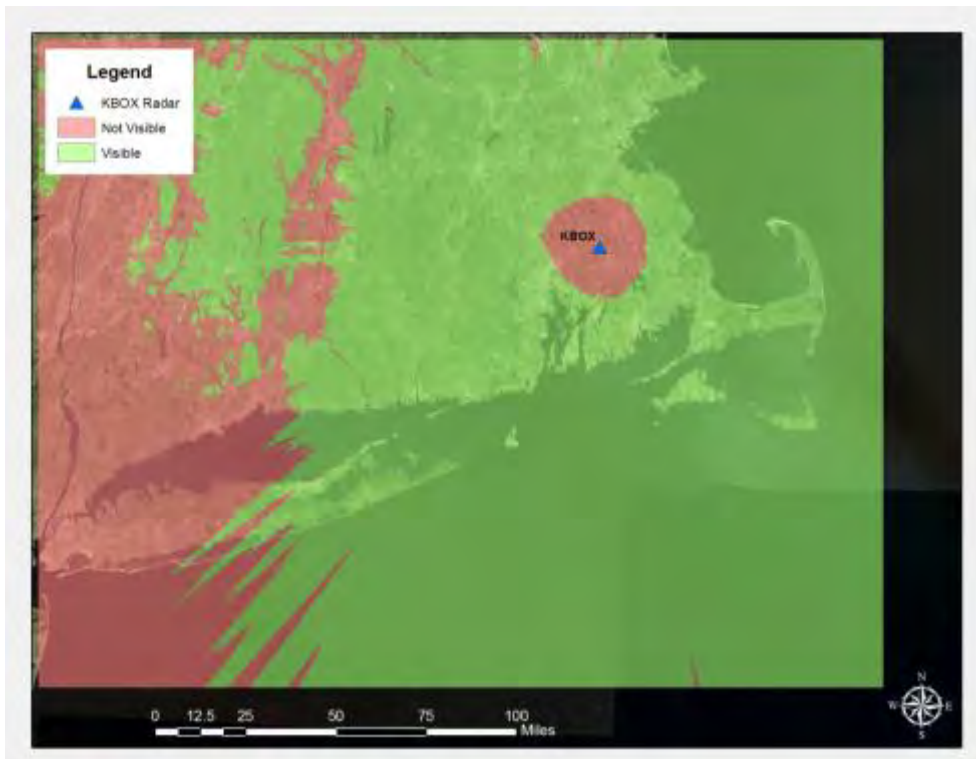 Legend
KBOX Radar
Not Visible
Visible
KBOX
N
W E
S
0 12.5 25 50 75 100
Miles